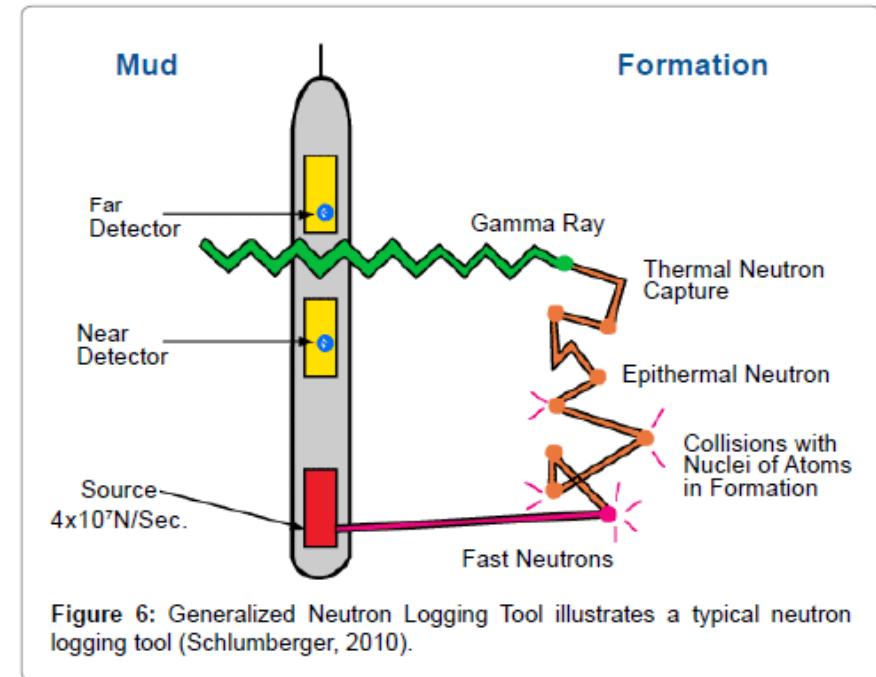 Mud
Formation
Far
Detector
Gamma Ray
Thermal Neutron
Capture
Near
Detector
Epithermal Neutron
Collisions with
Nuclei of Atoms
in Formation
Source
4x10⁷N/Sec.
Fast Neutrons
Figure 6: Generalized Neutron Logging Tool illustrates a typical neutron
logging tool (Schlumberger, 2010).